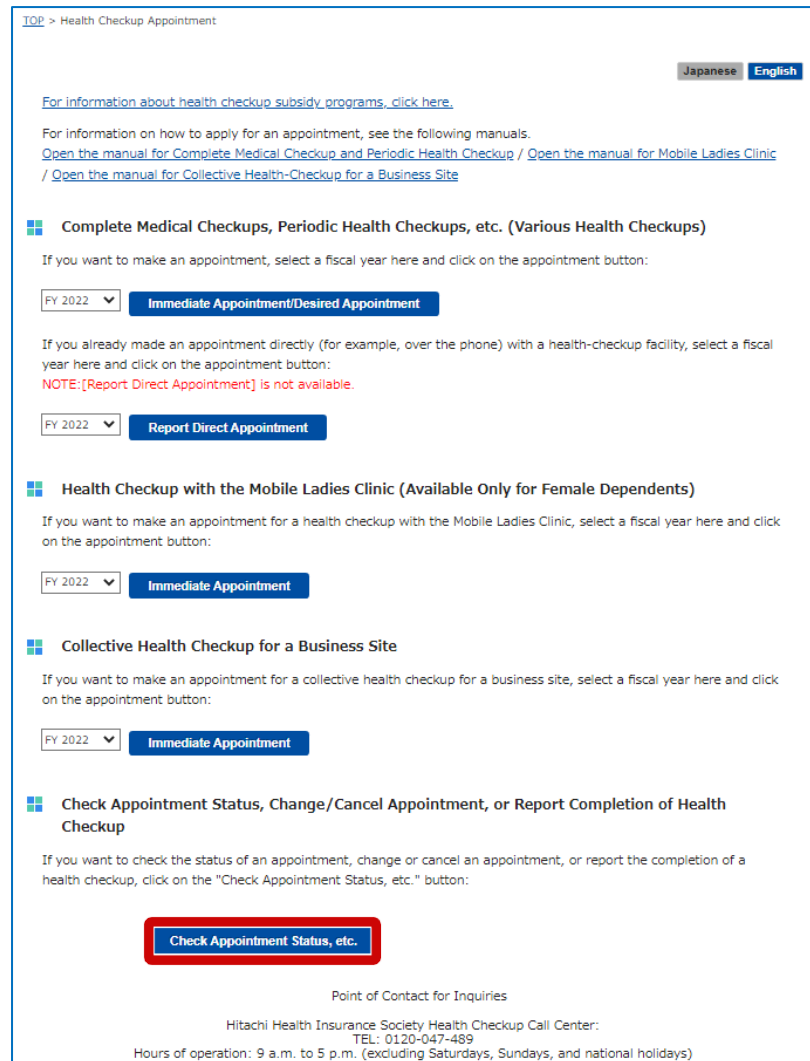 TOP > Health Checkup Appointment
Japanese English
For information about health checkup subsidy programs, click here.
For information on how to apply for an appointment, see the following manuals.
Open the manual for Complete Medical Checkup and Periodic Health Checkup / Open the manual for Mobile Ladies Clinic
/ Open the manual for Collective Health-Checkup for a Business Site
Complete Medical Checkups, Periodic Health Checkups, etc. (Various Health Checkups)
If you want to make an appointment, select a fiscal year here and click on the appointment button:
FY 2022 Immediate Appointment/Desired Appointment
If you already made an appointment directly (for example, over the phone) with a health-checkup facility, select a fiscal
year here and click on the appointment button:
NOTE:[Report Direct Appointment] is not available.
FY 2022 Report Direct Appointment
Health Checkup with the Mobile Ladies Clinic (Available Only for Female Dependents)
If you want to make an appointment for a health checkup with the Mobile Ladies Clinic, select a fiscal year here and click
on the appointment button:
FY 2022 Immediate Appointment
Collective Health Checkup for a Business Site
If you want to make an appointment for a collective health checkup for a business site, select a fiscal year here and click
on the appointment button:
FY 2022 Immediate Appointment
Check Appointment Status, Change/Cancel Appointment, or Report Completion of Health
Checkup
If you want to check the status of an appointment, change or cancel an appointment, or report the completion of a
health checkup, click on the "Check Appointment Status, etc." button:
Check Appointment Status, etc.
Point of Contact for Inquiries
Hitachi Health Insurance Society Health Checkup Call Center:
TEL: 0120-047-489
Hours of operation: 9 a.m. to 5 p.m. (excluding Saturdays, Sundays, and national holidays)